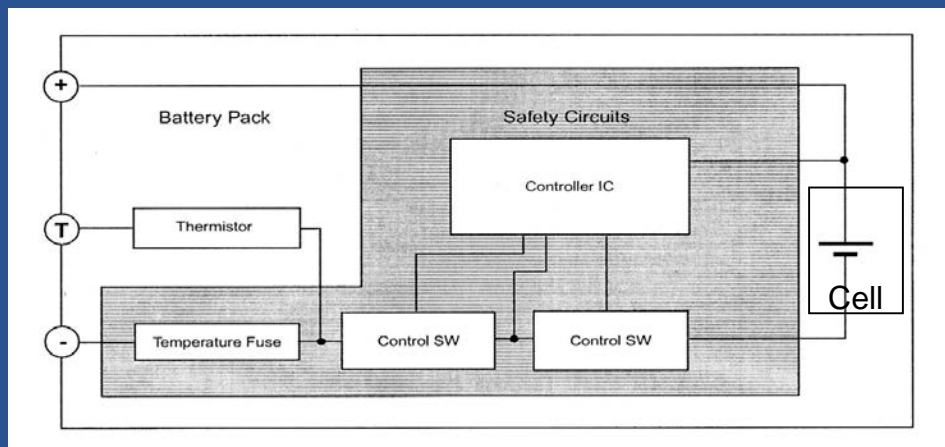 +
Battery Pack
Safety Circuits
Controller IC
T
Thermistor
Cell
-
Temperature Fuse
Control SW
Control SW